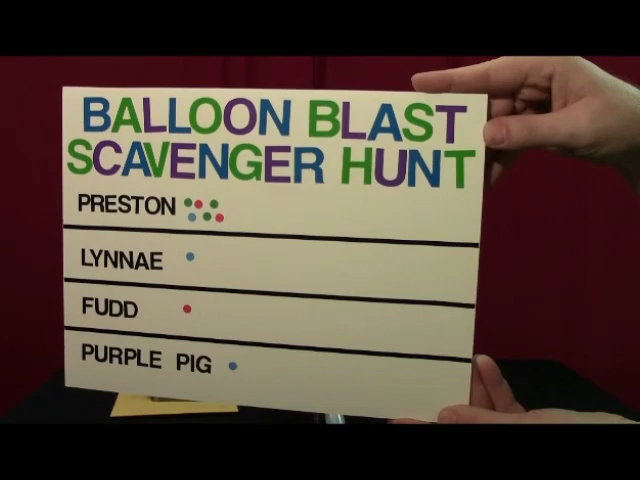 BALLOON BLAST
SCAVENGER HUNT
PRESTON
LYNNAE
FUDD
PURPLE PIG